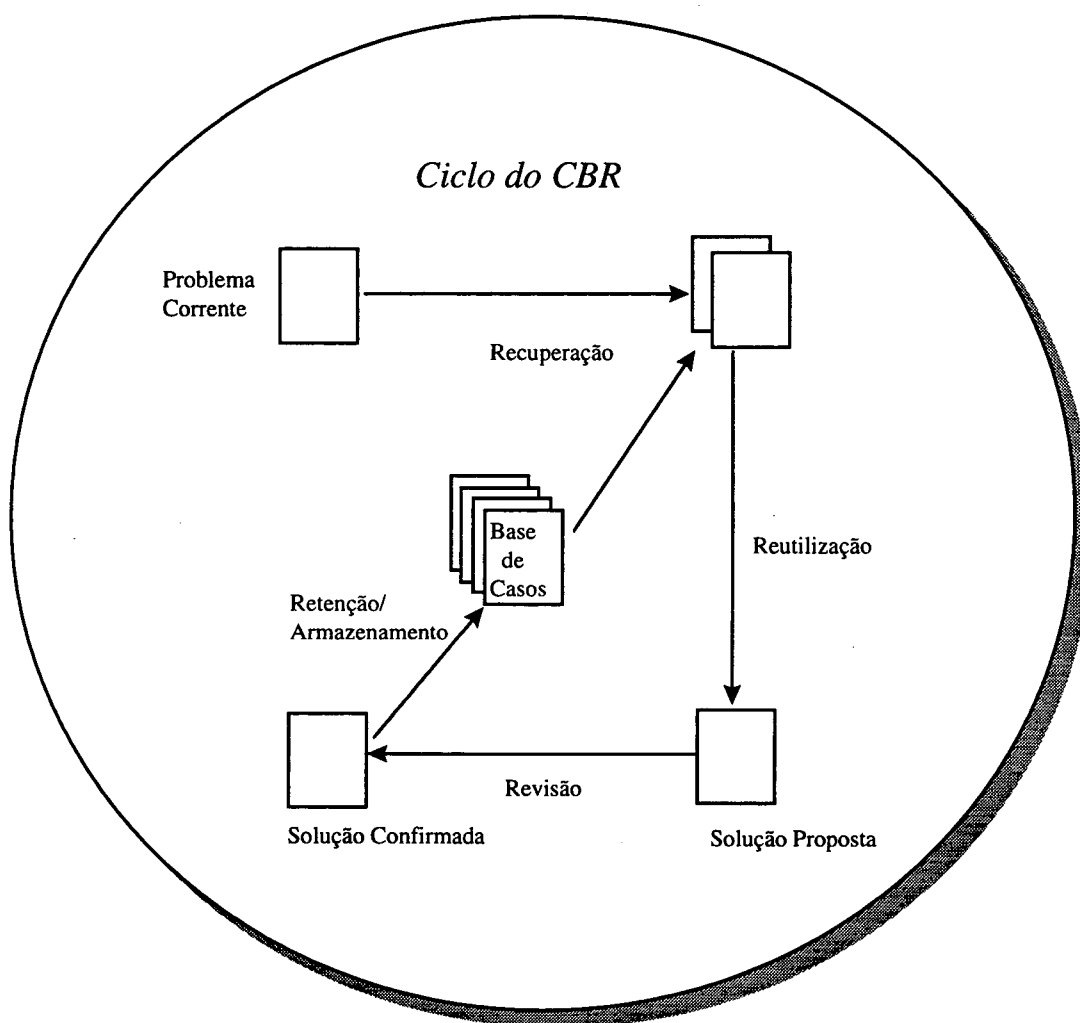 Ciclo do CBR
Problema
Corrente
Recuperação
Base
de
Casos
Reutilização
Retenção/
Armazenamento
Revisão
Solução Confirmada
Solução Proposta